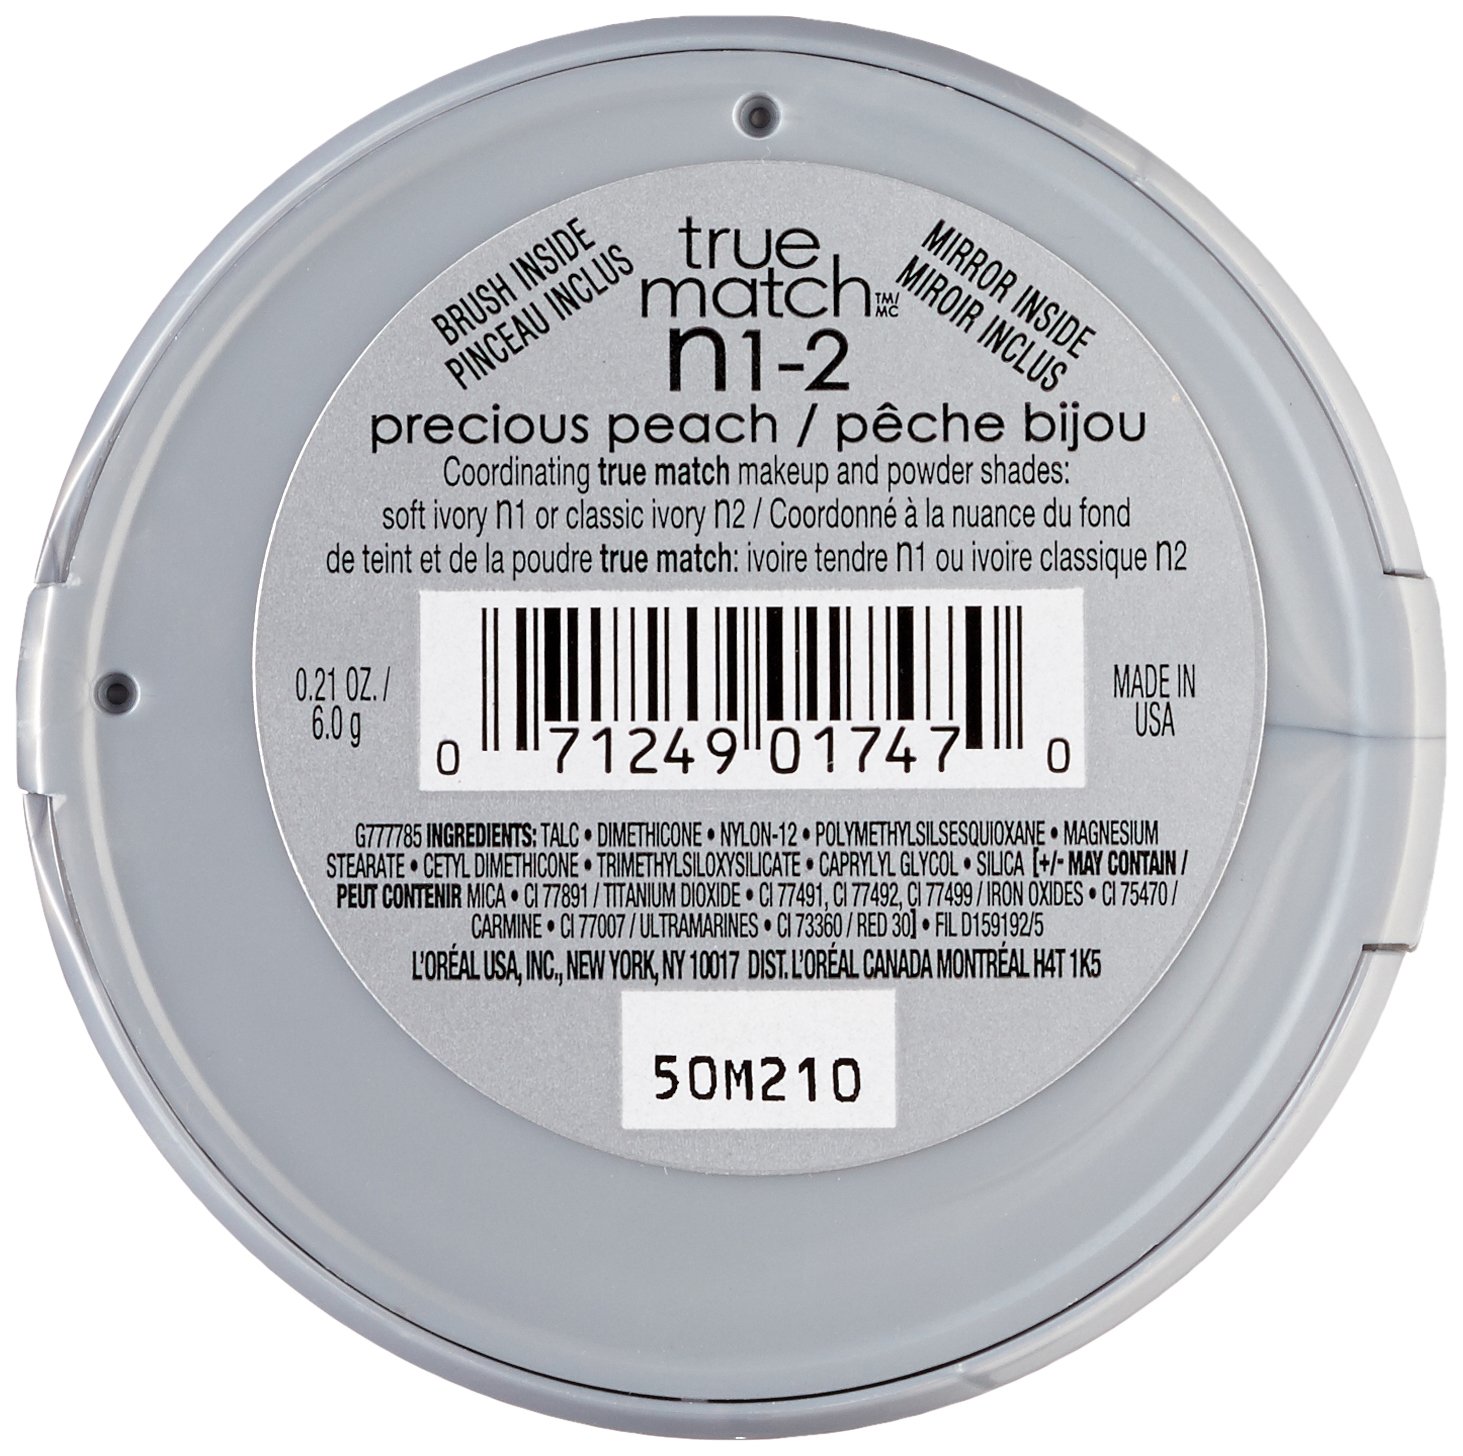 BRUSH INSIDE
PINCEAU INCLUS
true
match™/MC
MIRROR INSIDE
MIROIR INCLUS
n1-2
precious peach / pêche bijou
Coordinating true match makeup and powder shades:
soft ivory n1 or classic ivory n2 / Coordonné à la nuance du fond
de teint et de la poudre true match: ivoire tendre n1 ou ivoire classique n2
0.21 OZ. /
6.0 g
0 71249 01747 0
MADE IN
USA
G777785 INGREDIENTS: TALC • DIMETHICONE • NYLON-12 • POLYMETHYLSILSESQUIOXANE • MAGNESIUM
STEARATE • CETYL DIMETHICONE • TRIMETHYLSILOXYSILICATE • CAPRYLYL GLYCOL • SILICA [+/- MAY CONTAIN /
PEUT CONTENIR MICA • CI 77891 / TITANIUM DIOXIDE • CI 77491, CI 77492, CI 77499 / IRON OXIDES • CI 75470 /
CARMINE • CI 77007 / ULTRAMARINES • CI 73360 / RED 30] • FIL D159192/5
L'ORÉAL USA, INC., NEW YORK, NY 10017 DIST. L'ORÉAL CANADA MONTRÉAL H4T 1K5
50M210